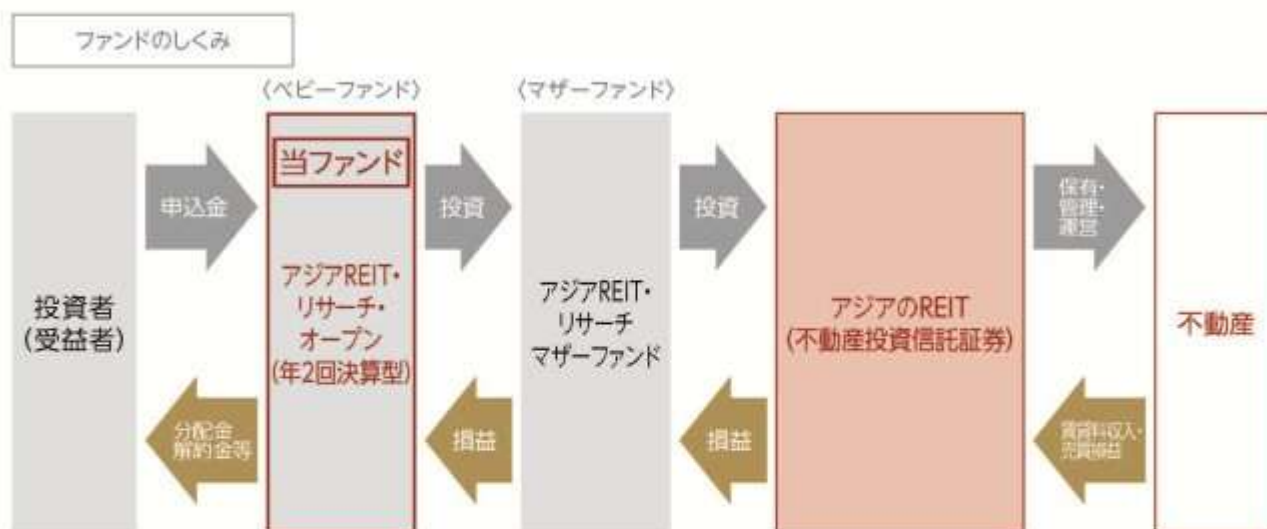 ファンドのしくみ
〈ベビーファンド〉
〈マザーファンド〉
投資者
(受益者)
申込金
分配金
解約金等
当ファンド
アジアREIT・
リサーチ・
オープン
(年2回決算型)
投資
損益
アジアREIT・
リサーチ
マザーファンド
投資
損益
アジアのREIT
(不動産投資信託証券)
保有・
管理・
運営
賃貸料収入・
売買損益
不動産